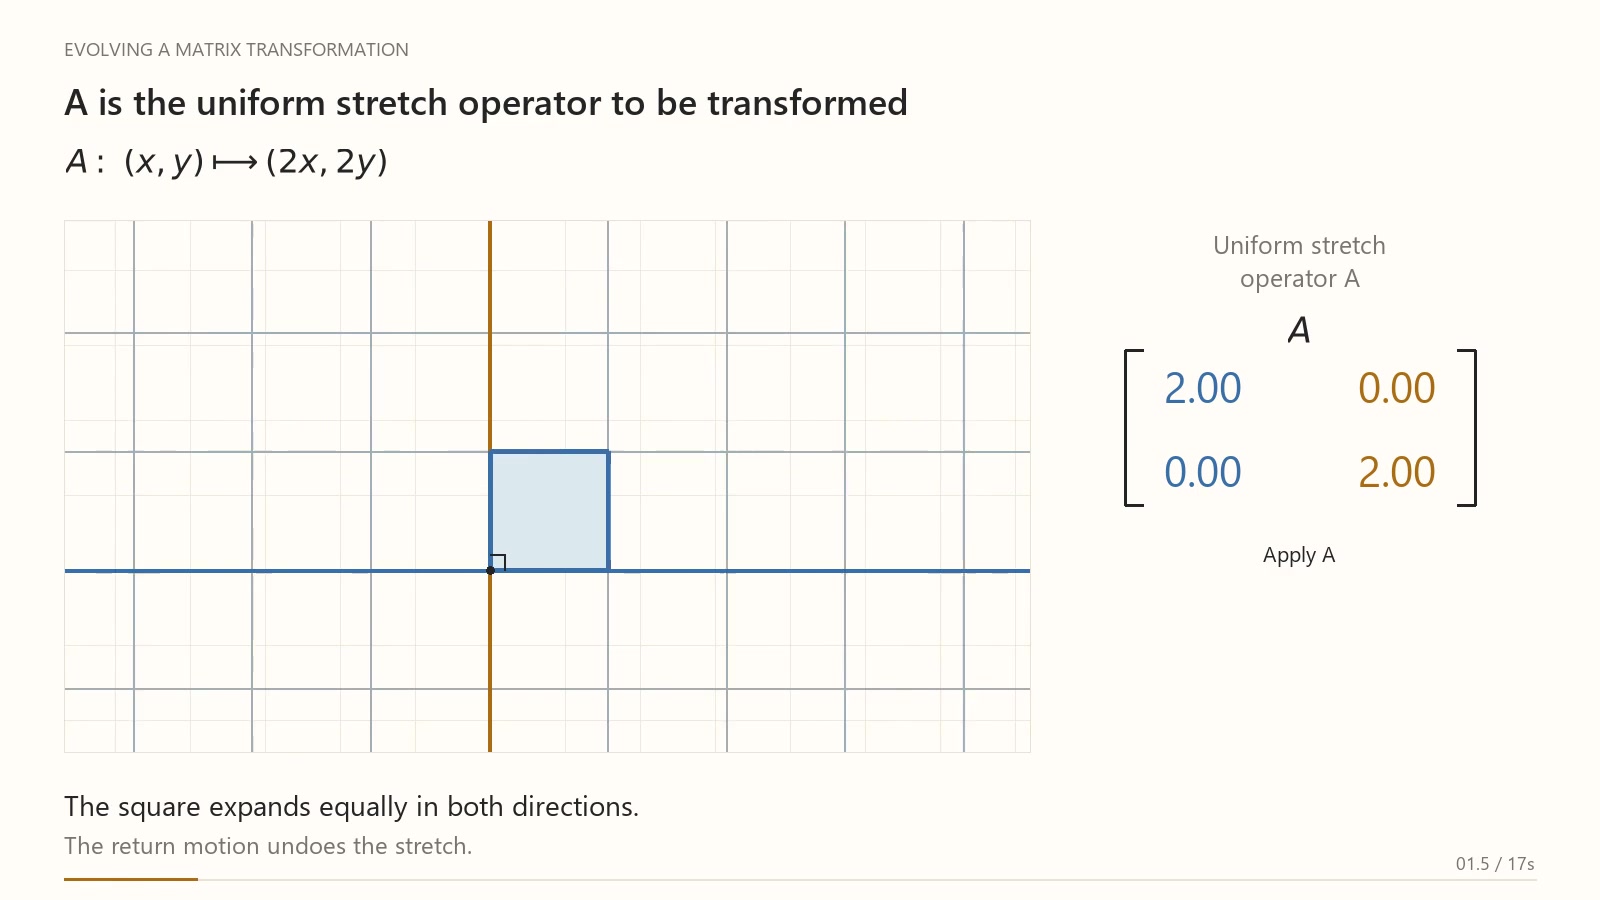 EVOLVING A MATRIX TRANSFORMATION
A is the uniform stretch operator to be transformed
A : (x, y) ⟼ (2x, 2y)
Uniform stretch
operator A
A
2.00 0.00
0.00 2.00
Apply A
The square expands equally in both directions.
The return motion undoes the stretch.
01.5 / 17s